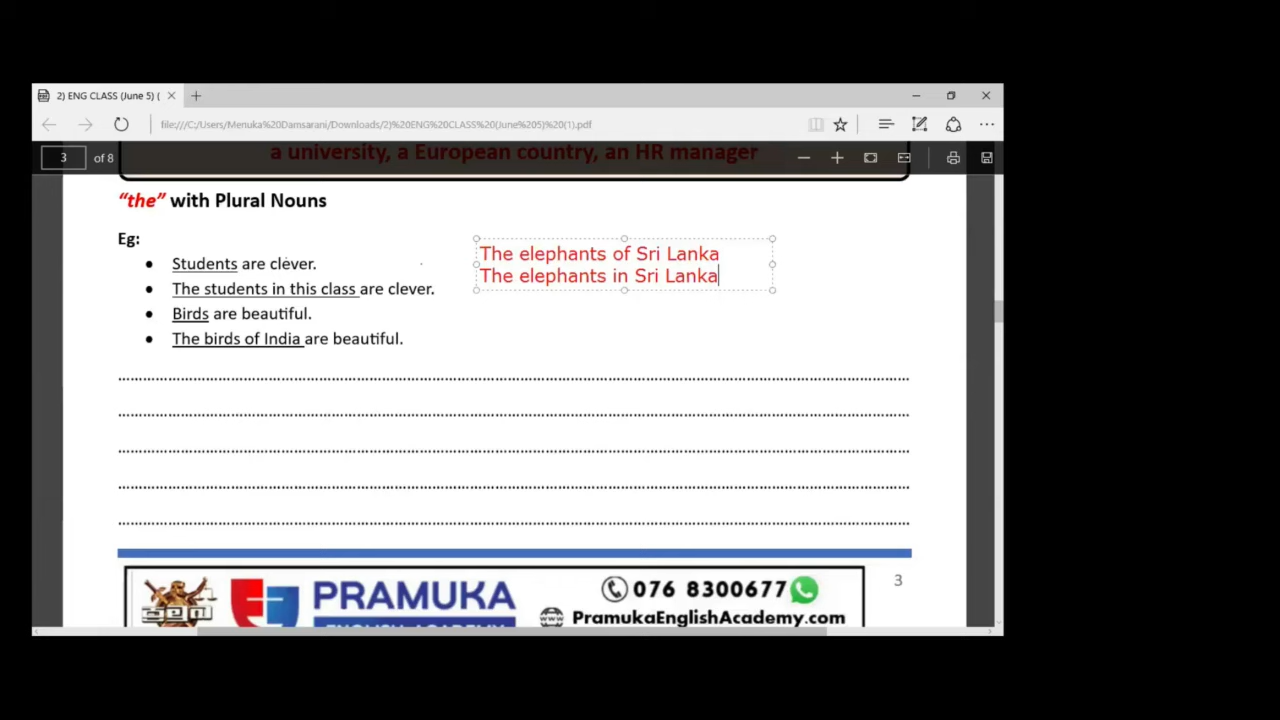 2) ENG CLASS (June 5) (
file:///C:/Users/Menuka%20Damsarani/Downloads/2)%20ENG%20CLASS%20(June%205)%20(1).pdf
3 of 8
a university, a European country, an HR manager
“the” with Plural Nouns
Eg:
• Students are clever.
• The students in this class are clever.
• Birds are beautiful.
• The birds of India are beautiful.
The elephants of Sri Lanka
The elephants in Sri Lanka
3
PRAMUKA
ENGLISH ACADEMY
076 8300677
PramukaEnglishAcademy.com